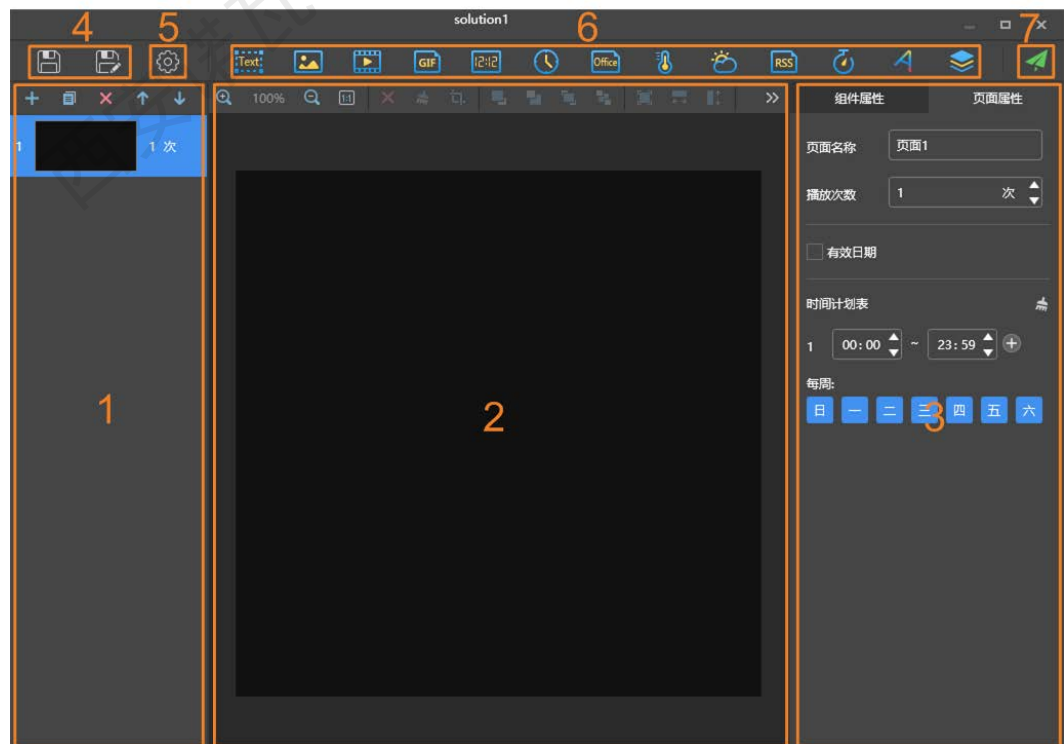 solution1
4 5 6 7
Text GIF 12:12 Office RSS
100% 1:1
组件属性 页面属性
1 1 次
页面名称 页面1
播放次数 1 次
有效日期
时间计划表
1 00:00 ~ 23:59
每周:
日 一 二 三 四 五 六
1 2 3